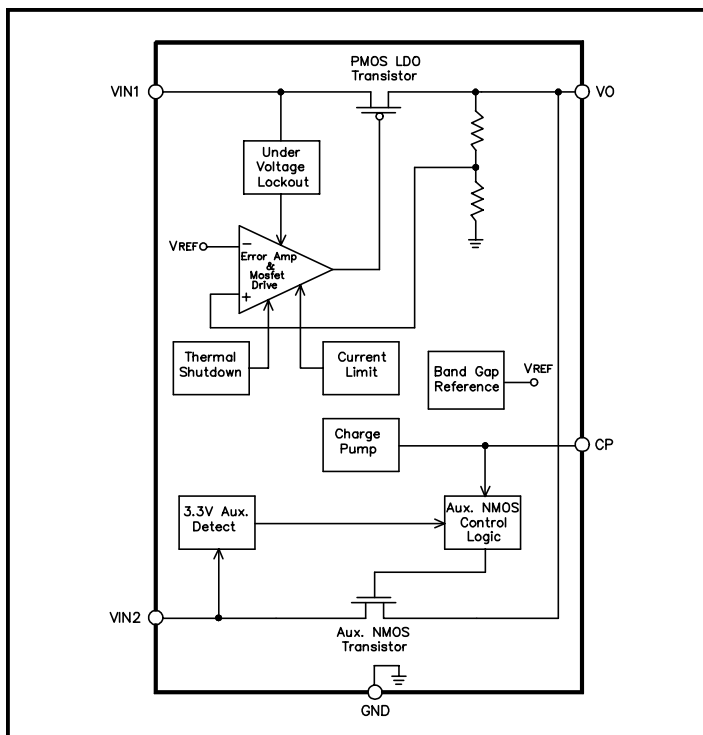 PMOS LDO
Transistor
VIN1
VO
Under
Voltage
Lockout
VREF
−
Error Amp
&
Mosfet
Drive
+
Thermal
Shutdown
Current
Limit
Band Gap
Reference
VREF
Charge
Pump
CP
3.3V Aux.
Detect
Aux. NMOS
Control
Logic
VIN2
Aux. NMOS
Transistor
GND